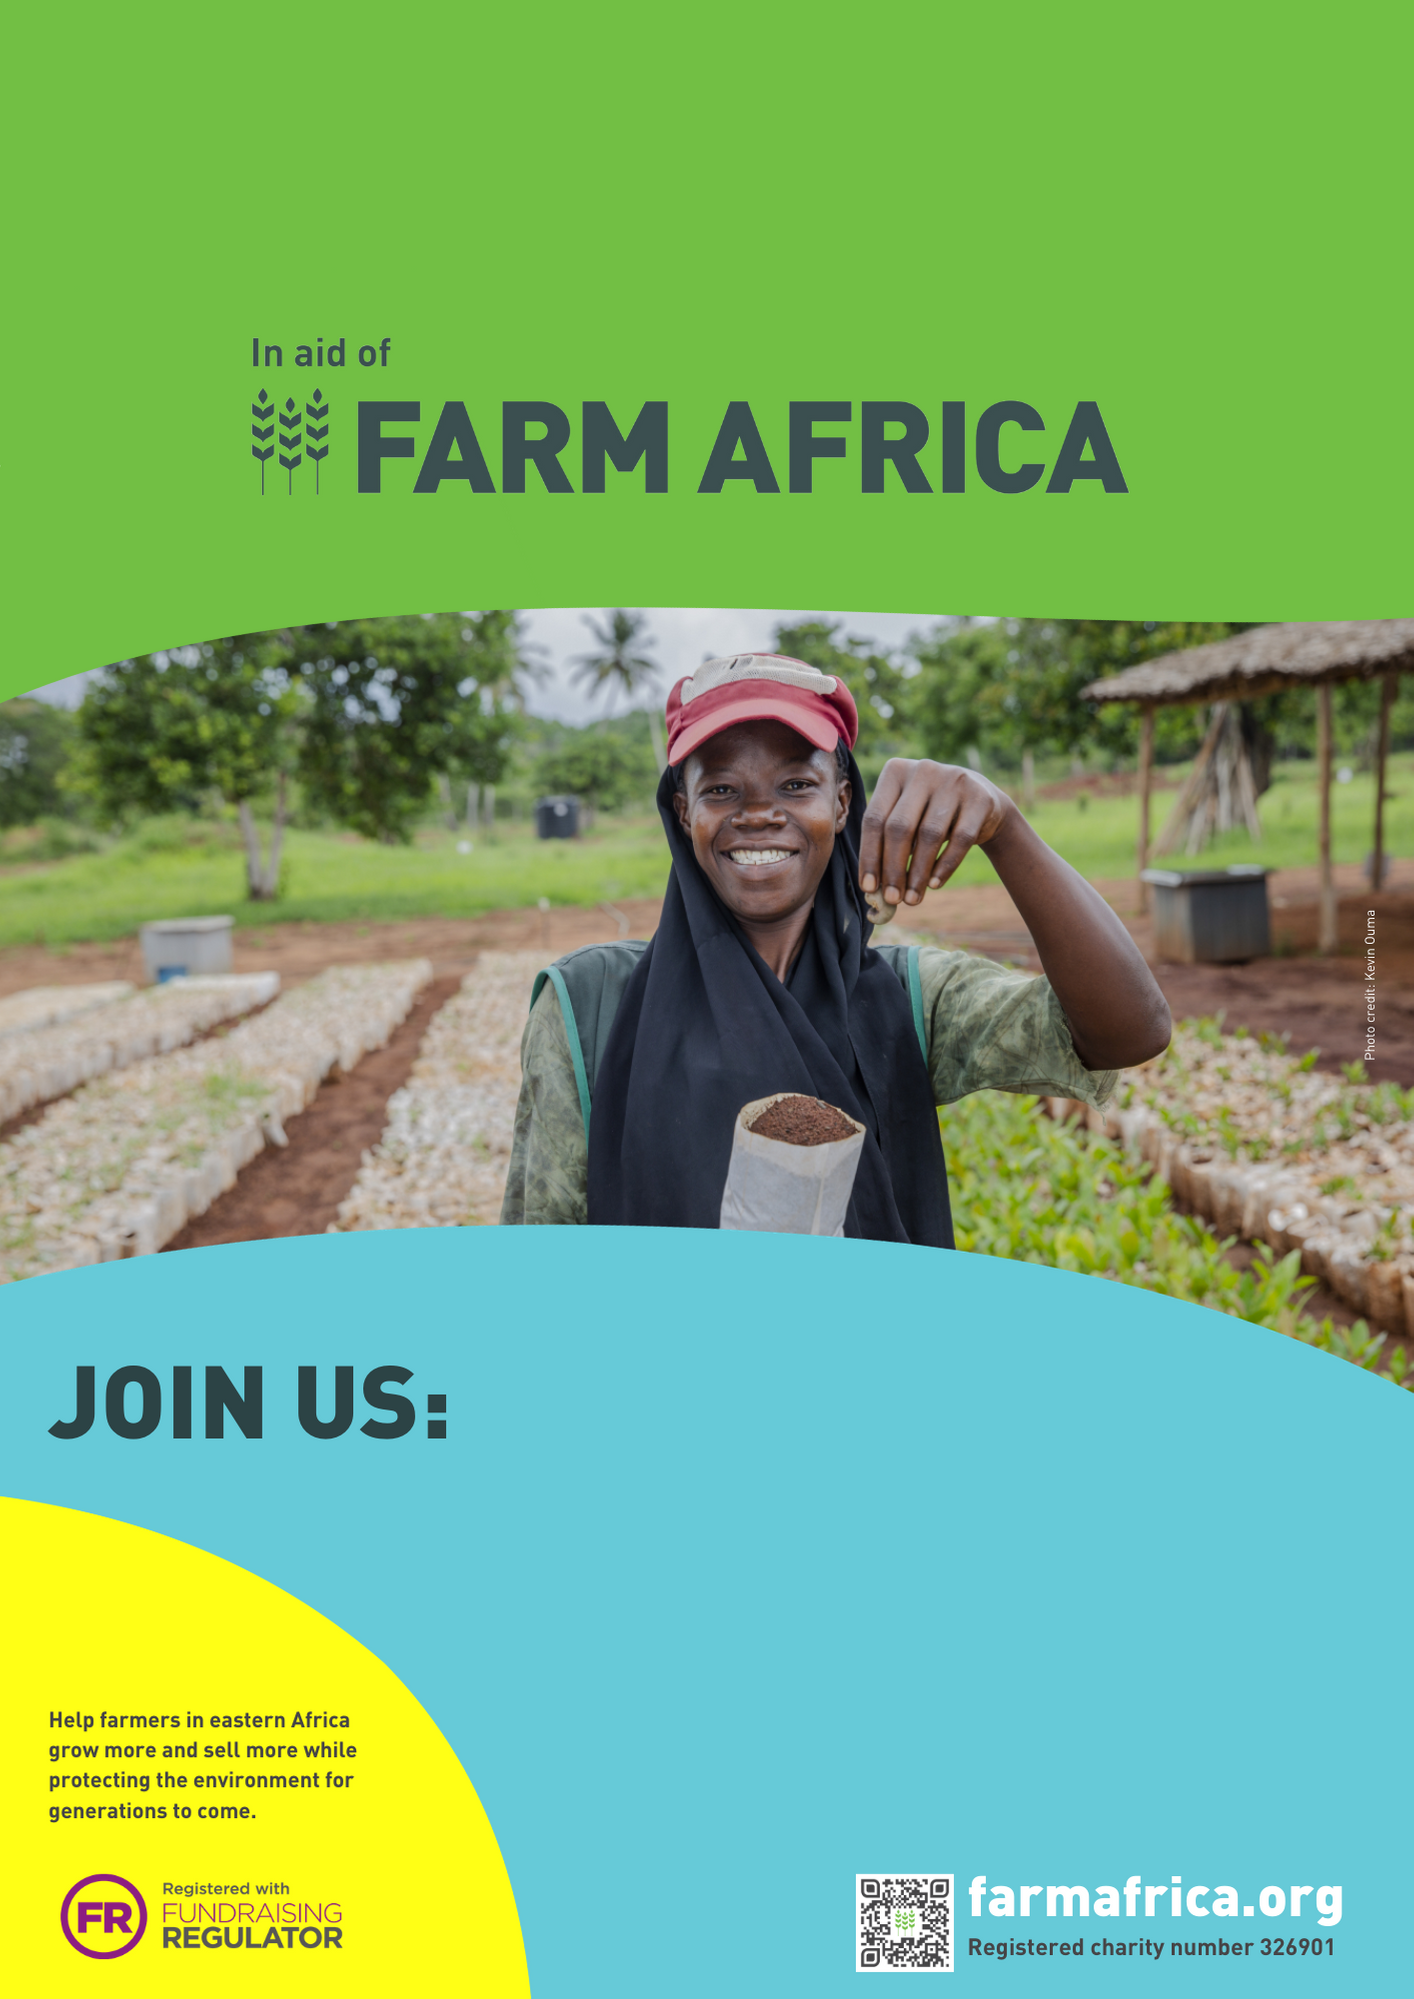 In aid of
FARM AFRICA
Photo credit: Kevin Ouma
JOIN US:
Help farmers in eastern Africa
grow more and sell more while
protecting the environment for
generations to come.
FR
Registered with
FUNDRAISING
REGULATOR
farmafrica.org
Registered charity number 326901